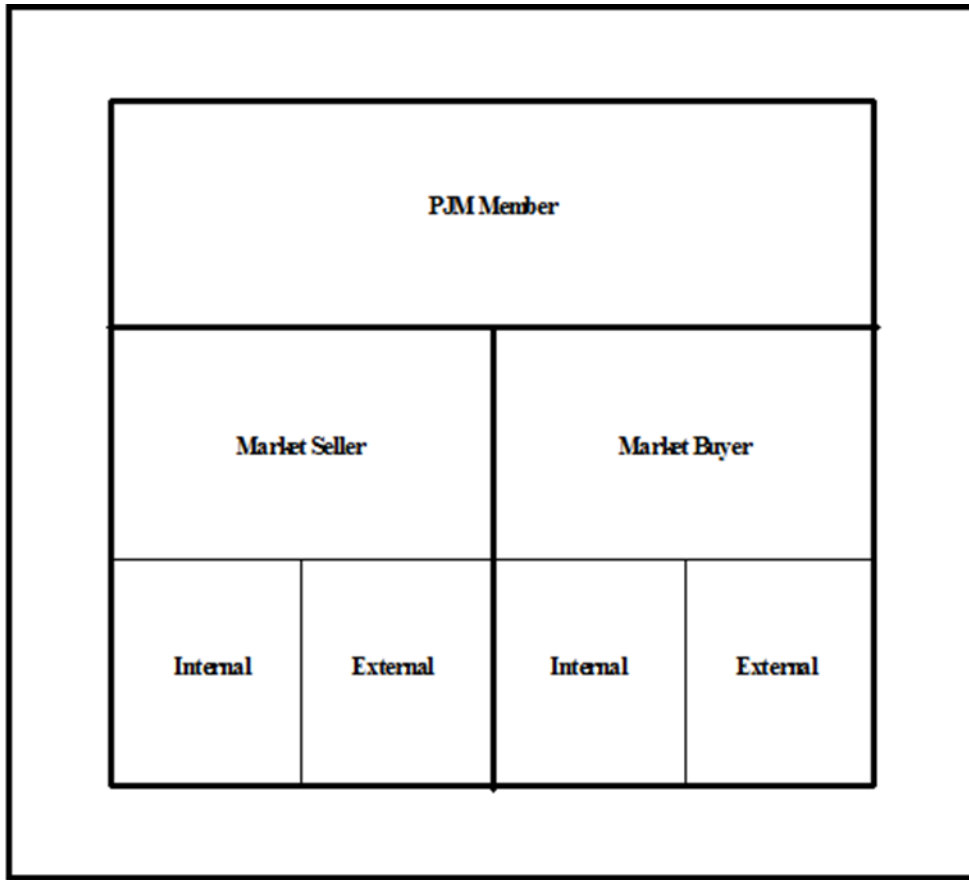 PJM Member
Market Seller
Market Buyer
Internal
External
Internal
External